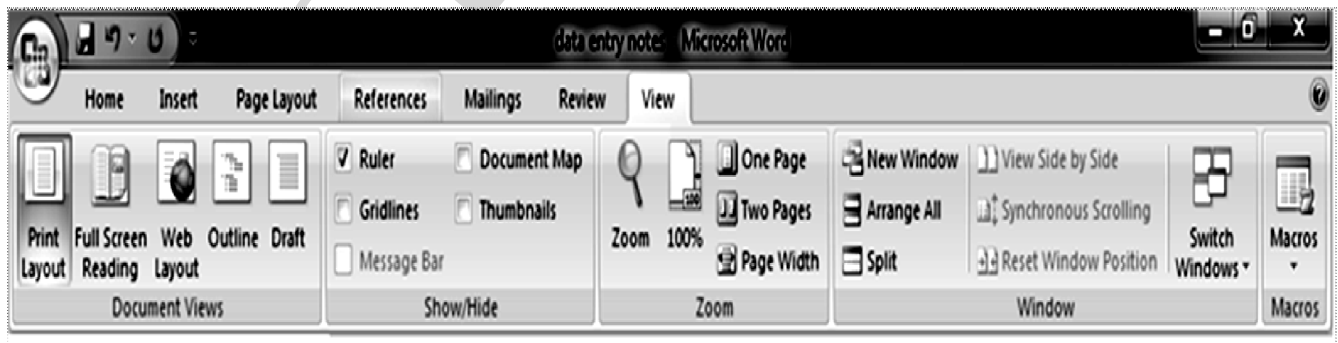 data entry notes - Microsoft Word
Home Insert Page Layout References Mailings Review View
Print Layout
Full Screen Reading
Web Layout
Outline
Draft
Document Views
Ruler
Gridlines
Message Bar
Document Map
Thumbnails
Show/Hide
Zoom
100%
100
One Page
Two Pages
Page Width
Zoom
New Window
Arrange All
Split
View Side by Side
Synchronous Scrolling
Reset Window Position
Switch Windows
Window
Macros
Macros